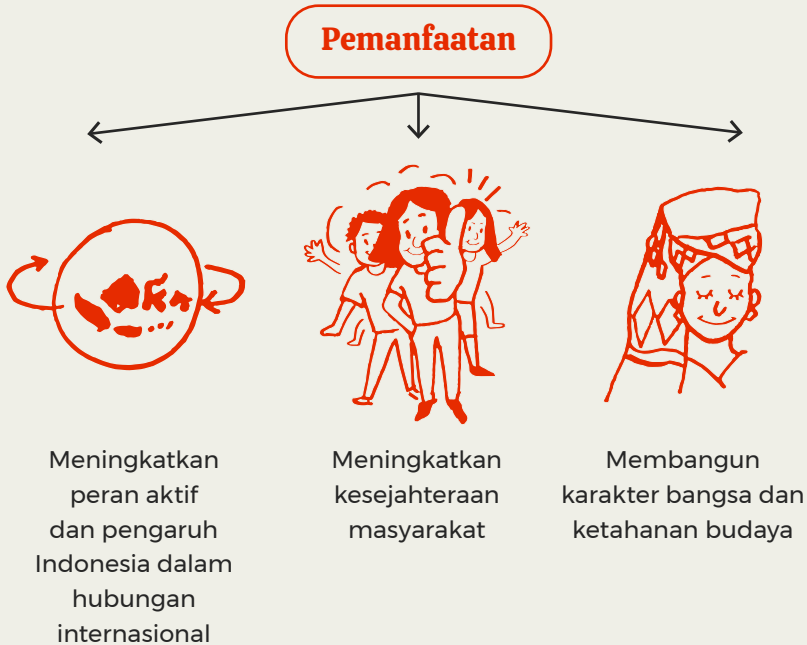 Pemanfaatan
Meningkatkan
peran aktif
dan pengaruh
Indonesia dalam
hubungan
internasional
Meningkatkan
kesejahteraan
masyarakat
Membangun
karakter bangsa dan
ketahanan budaya